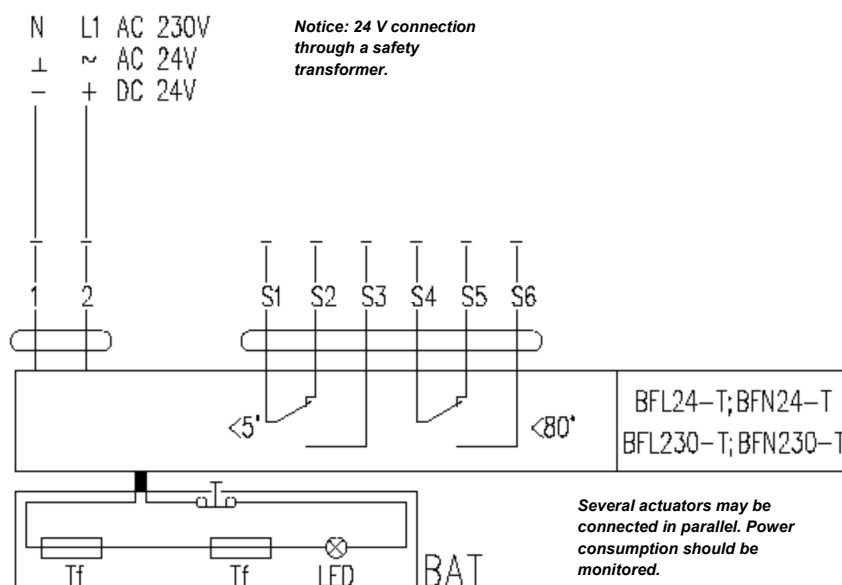 N L1 AC 230V
⊥ ~ AC 24V
− + DC 24V
Notice: 24 V connection
through a safety
transformer.
1 2 S1 S2 S3 S4 S5 S6
<5° <80°
BFL24-T; BFN24-T
BFL230-T; BFN230-T
Several actuators may be
connected in parallel. Power
consumption should be
monitored.
Tf Tf LED BAT